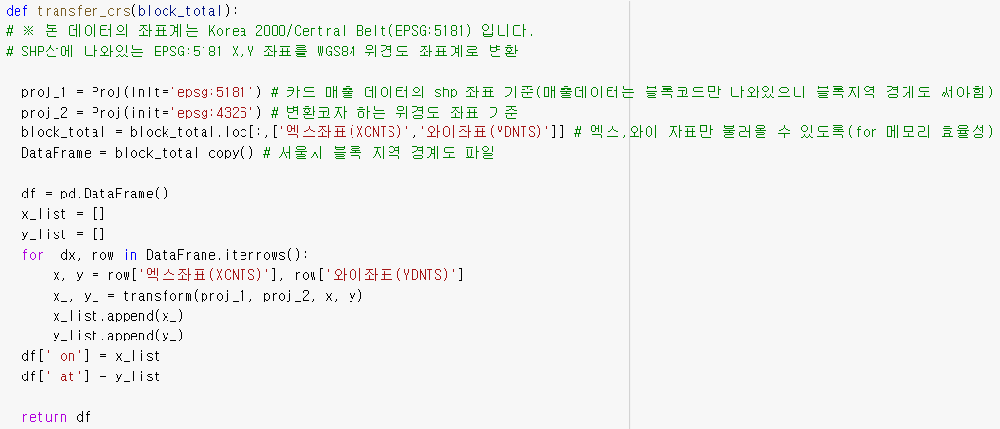 def transfer_crs(block_total):
# ※ 본 데이터의 좌표계는 Korea 2000/Central Belt(EPSG:5181) 입니다.
# SHP상에 나와있는 EPSG:5181 X,Y 좌표를 WGS84 위경도 좌표계로 변환
proj_1 = Proj(init='epsg:5181') # 카드 매출 데이터의 shp 좌표 기준(매출데이터는 블록코드만 나와있으니 블록지역 경계도 써야함)
proj_2 = Proj(init='epsg:4326') # 변환코자 하는 위경도 좌표 기준
block_total = block_total.loc[:,['엑스좌표(XCNTS)','와이좌표(YDNTS)']] # 엑스,와이 자표만 불러올 수 있도록(for 메모리 효율성)
DataFrame = block_total.copy() # 서울시 블록 지역 경계도 파일
df = pd.DataFrame()
x_list = []
y_list = []
for idx, row in DataFrame.iterrows():
x, y = row['엑스좌표(XCNTS)'], row['와이좌표(YDNTS)']
x_, y_ = transform(proj_1, proj_2, x, y)
x_list.append(x_)
y_list.append(y_)
df['lon'] = x_list
df['lat'] = y_list
return df